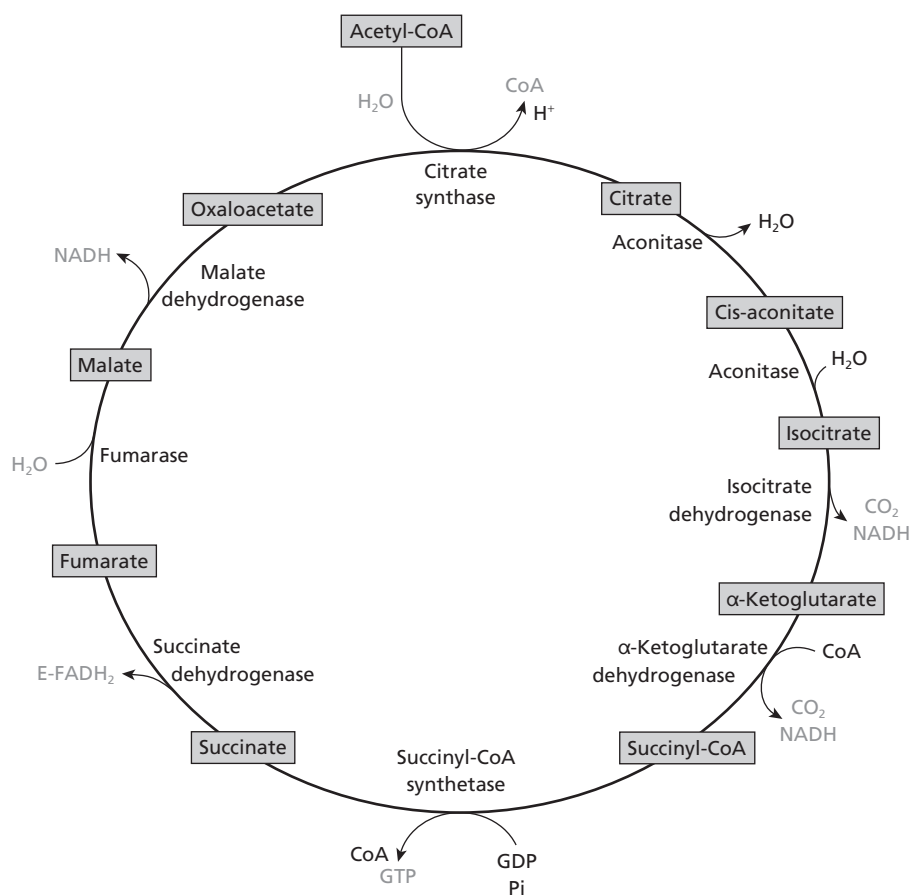 Acetyl-CoA
H₂O
CoA
H⁺
Citrate
synthase
Oxaloacetate
Citrate
H₂O
Aconitase
NADH
Malate
dehydrogenase
Cis-aconitate
Malate
Aconitase
H₂O
Isocitrate
H₂O
Fumarase
Isocitrate
dehydrogenase
CO₂
NADH
Fumarate
α-Ketoglutarate
Succinate
dehydrogenase
E-FADH₂
α-Ketoglutarate
dehydrogenase
CoA
CO₂
NADH
Succinate
Succinyl-CoA
synthetase
Succinyl-CoA
CoA
GTP
GDP
Pi